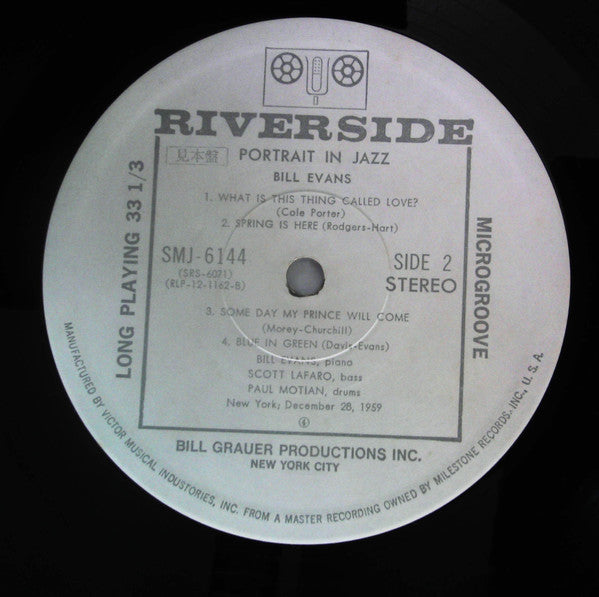 RIVERSIDE
見本盤 PORTRAIT IN JAZZ
BILL EVANS
1. WHAT IS THIS THING CALLED LOVE?
(Cole Porter)
2. SPRING IS HERE (Rodgers-Hart)
SMJ-6144 SIDE 2
(SRS-6071) STEREO
(RLP-12-1162-B)
3. SOME DAY MY PRINCE WILL COME
(Morey-Churchill)
4. BLUE IN GREEN (Davis-Evans)
BILL EVANS, piano
SCOTT LAFARO, bass
PAUL MOTIAN, drums
New York; December 28, 1959
④
BILL GRAUER PRODUCTIONS INC.
NEW YORK CITY
LONG PLAYING 33 1/3
MICROGROOVE
MANUFACTURED BY VICTOR MUSICAL INDUSTORIES, INC. FROM A MASTER RECORDING OWNED BY MILESTONE RECORDS. INC., U. S. A.